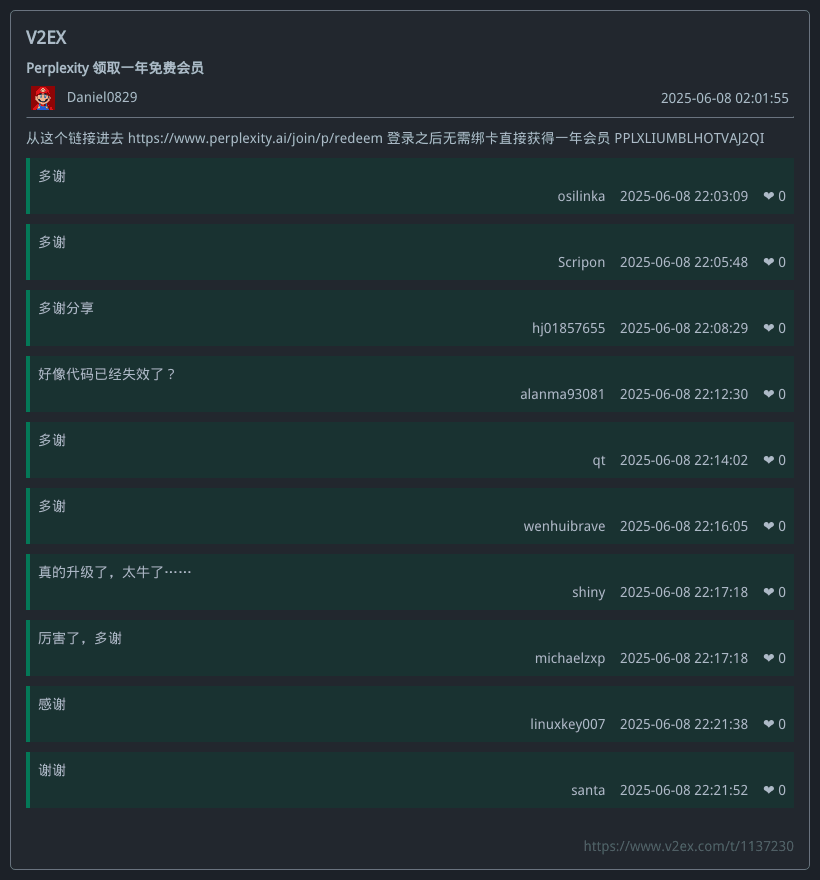 V2EX
Perplexity 领取一年免费会员
Daniel0829 2025-06-08 02:01:55
从这个链接进去 https://www.perplexity.ai/join/p/redeem 登录之后无需绑卡直接获得一年会员 PPLXLIUMBLHOTVAJ2QI
多谢
osilinka 2025-06-08 22:03:09 ❤ 0
多谢
Scripon 2025-06-08 22:05:48 ❤ 0
多谢分享
hj01857655 2025-06-08 22:08:29 ❤ 0
好像代码已经失效了？
alanma93081 2025-06-08 22:12:30 ❤ 0
多谢
qt 2025-06-08 22:14:02 ❤ 0
多谢
wenhuibrave 2025-06-08 22:16:05 ❤ 0
真的升级了，太牛了……
shiny 2025-06-08 22:17:18 ❤ 0
厉害了，多谢
michaelzxp 2025-06-08 22:17:18 ❤ 0
感谢
linuxkey007 2025-06-08 22:21:38 ❤ 0
谢谢
santa 2025-06-08 22:21:52 ❤ 0
https://www.v2ex.com/t/1137230